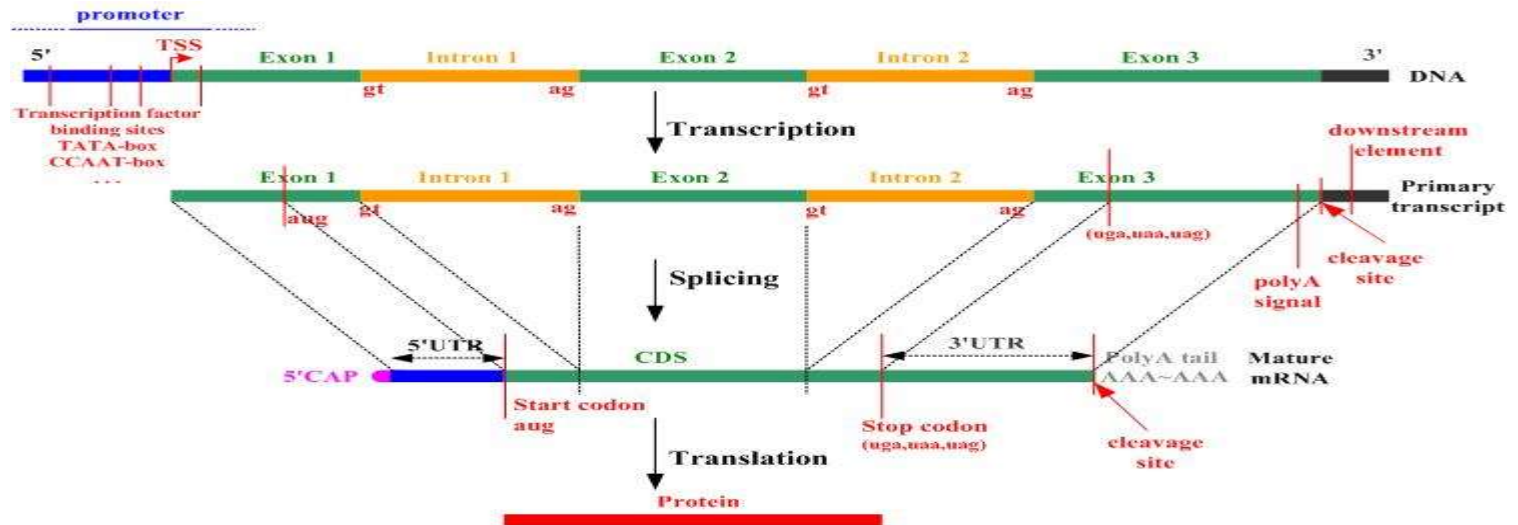 promoter
5' TSS Exon 1 Intron 1 Exon 2 Intron 2 Exon 3 3'
DNA
gt ag gt ag
Transcription factor
binding sites
TATA-box
CCAAT-box
...
Transcription
downstream
element
Exon 1 Intron 1 Exon 2 Intron 2 Exon 3
Primary
transcript
aug gt ag gt ag
(uga,uaa,uag)
cleavage
site
polyA
signal
Splicing
5'UTR CDS 3'UTR
5'CAP
PolyA tail
AAA~AAA
Mature
mRNA
Start codon
aug
Stop codon
(uga,uaa,uag)
cleavage
site
Translation
Protein